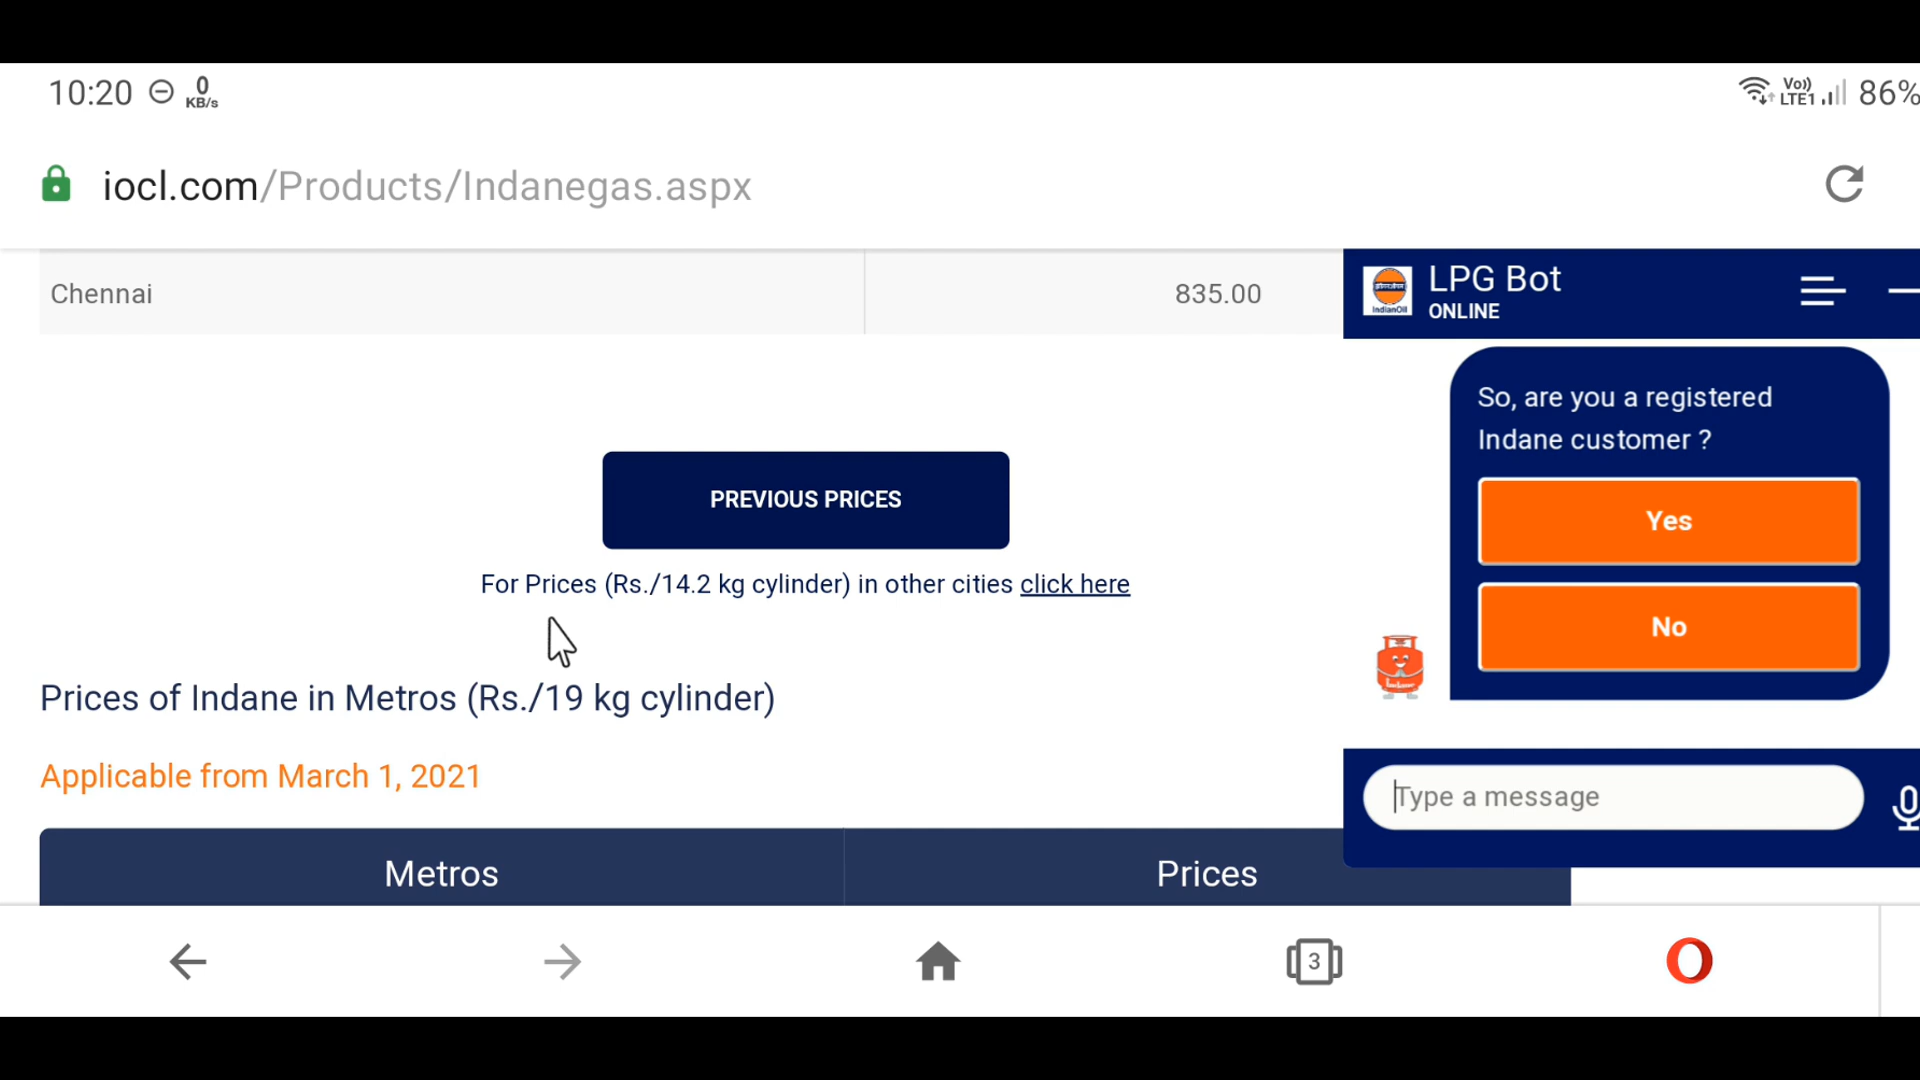 10:20 0 KB/s Vo)) LTE1 86%
iocl.com/Products/Indanegas.aspx
Chennai 835.00
LPG Bot
ONLINE
IndianOil
So, are you a registered
Indane customer ?
Yes
No
PREVIOUS PRICES
For Prices (Rs./14.2 kg cylinder) in other cities click here
Prices of Indane in Metros (Rs./19 kg cylinder)
Applicable from March 1, 2021
Type a message
Metros Prices
3